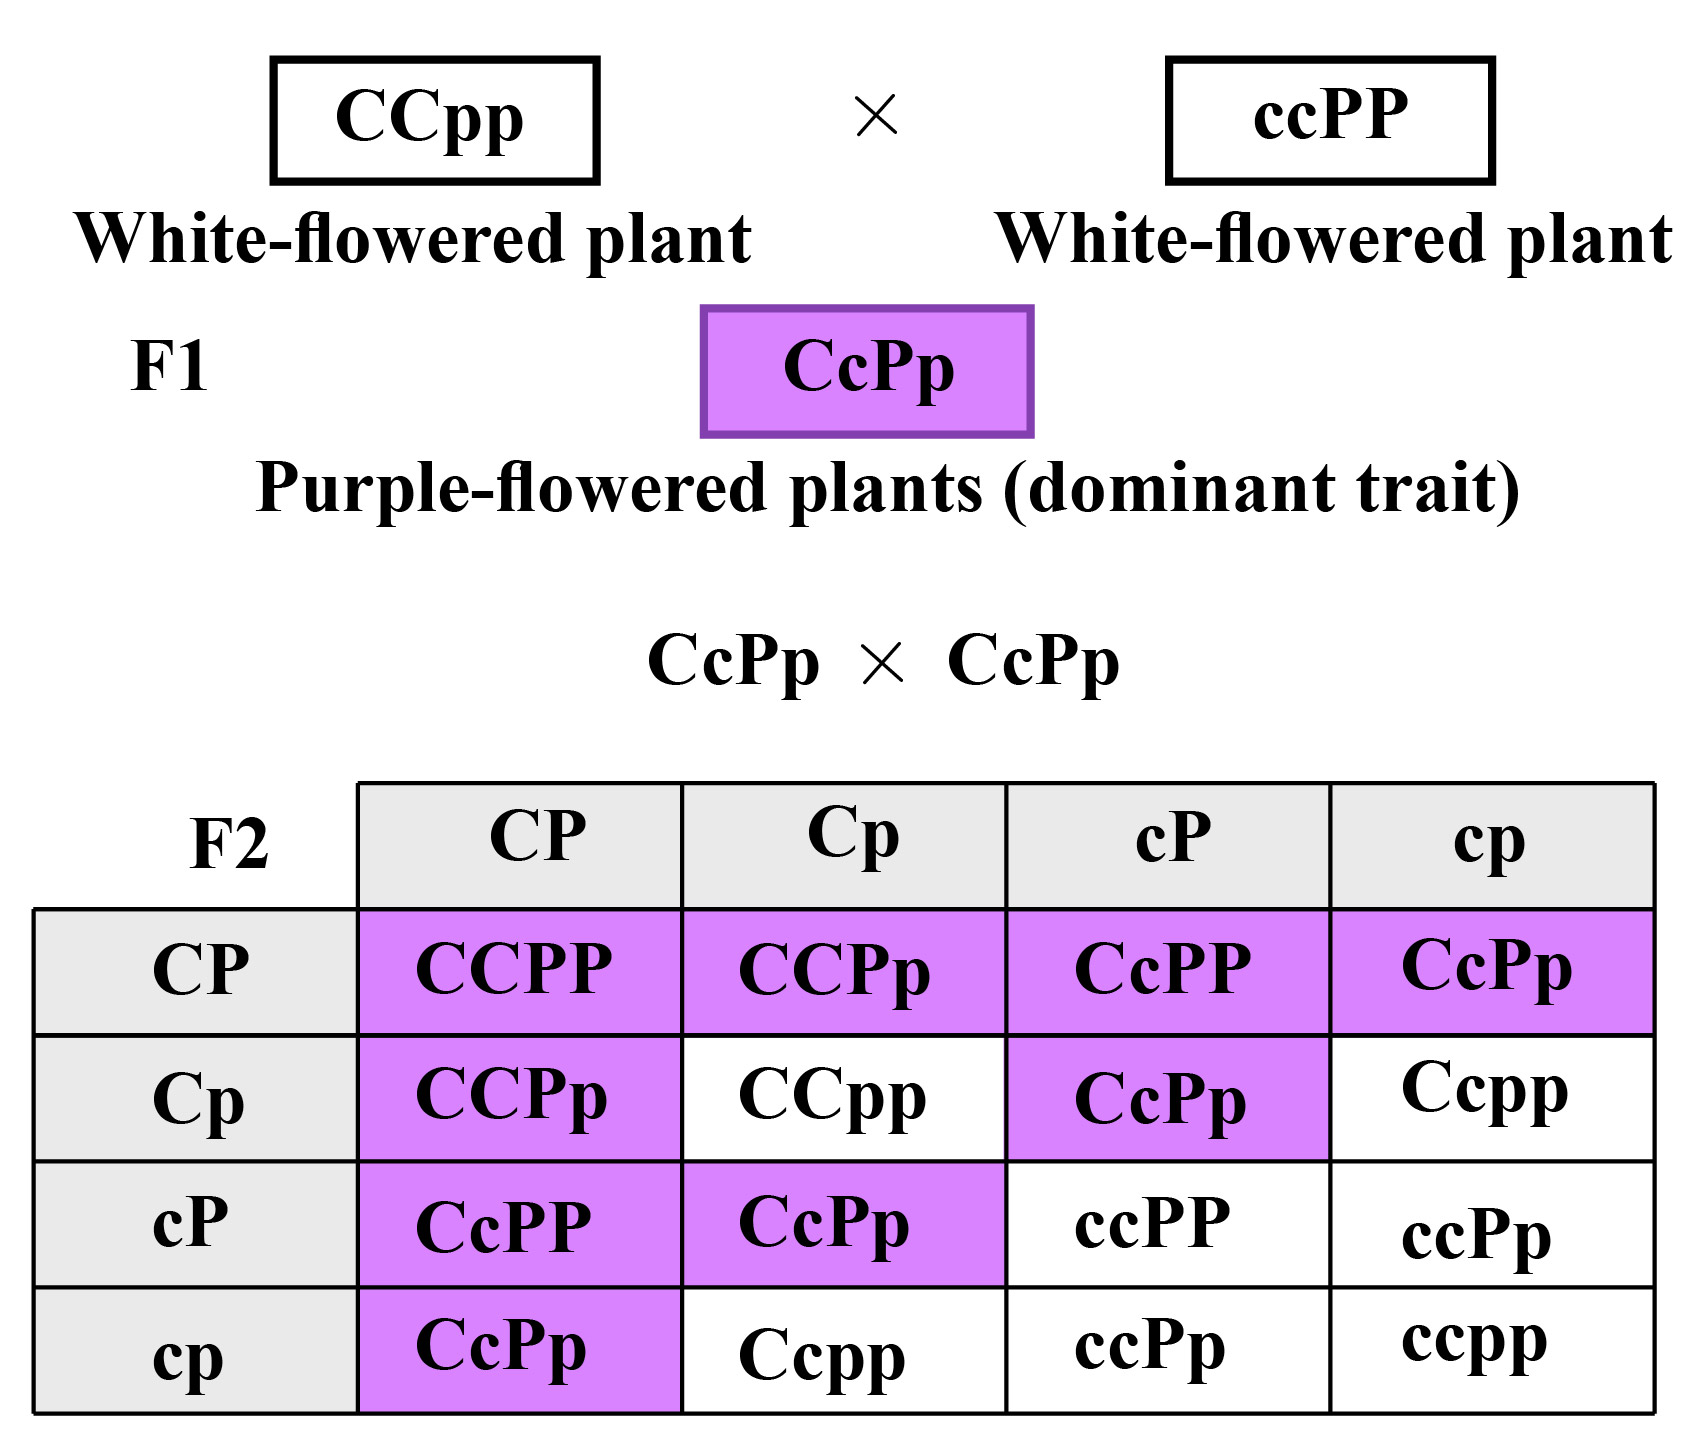 CCpp × ccPP
White-flowered plant White-flowered plant
F1 CcPp
Purple-flowered plants (dominant trait)
CcPp × CcPp
F2 CP Cp cP cp
CP CCPP CCPp CcPP CcPp
Cp CCPp CCpp CcPp Ccpp
cP CcPP CcPp ccPP ccPp
cp CcPp Ccpp ccPp ccpp